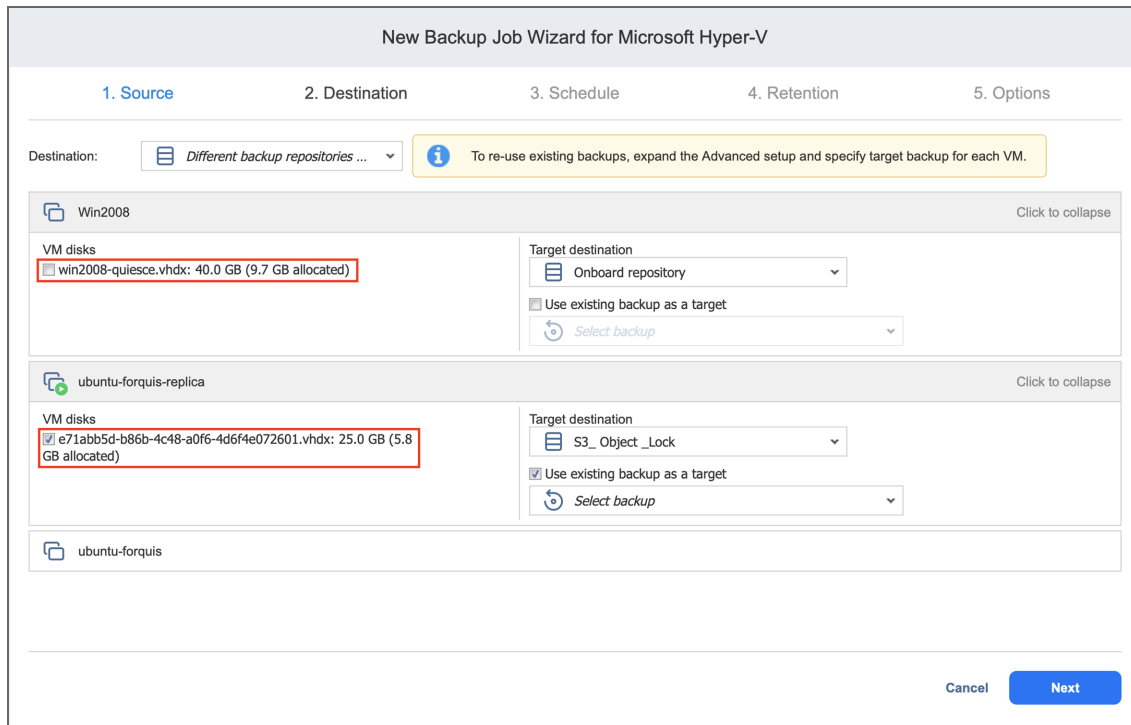 New Backup Job Wizard for Microsoft Hyper-V
1. Source 2. Destination 3. Schedule 4. Retention 5. Options
Destination: Different backup repositories ... To re-use existing backups, expand the Advanced setup and specify target backup for each VM.
Win2008 Click to collapse
VM disks Target destination
win2008-quiesce.vhdx: 40.0 GB (9.7 GB allocated) Onboard repository
Use existing backup as a target
Select backup
ubuntu-forquis-replica Click to collapse
VM disks Target destination
e71abb5d-b86b-4c48-a0f6-4d6f4e072601.vhdx: 25.0 GB (5.8 S3_ Object _Lock
GB allocated)
Use existing backup as a target
Select backup
ubuntu-forquis
Cancel Next